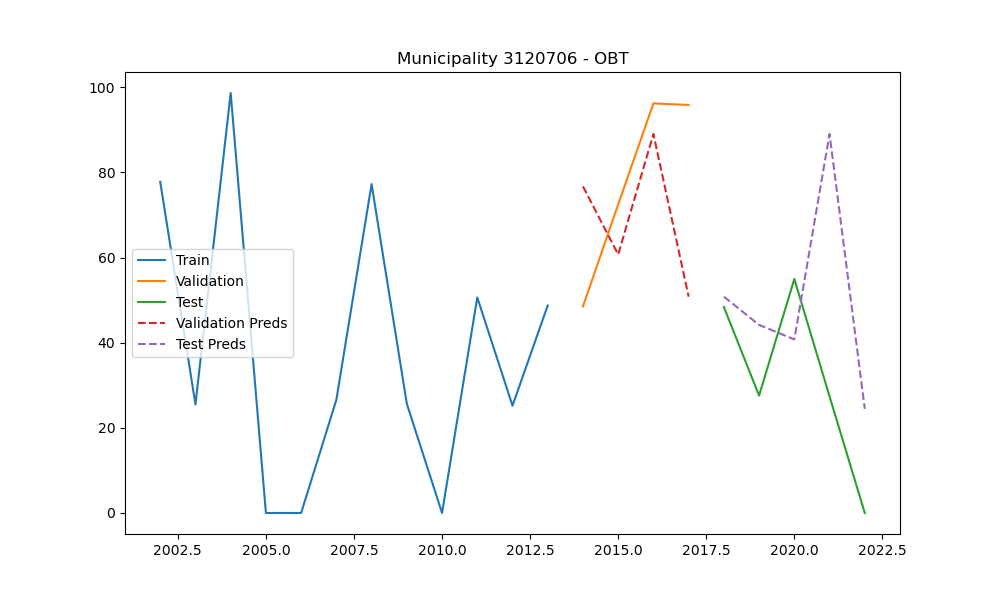 Municipality 3120706 - OBT
100
80
60
40
20
0
Train
Validation
Test
Validation Preds
Test Preds
2002.5 2005.0 2007.5 2010.0 2012.5 2015.0 2017.5 2020.0 2022.5